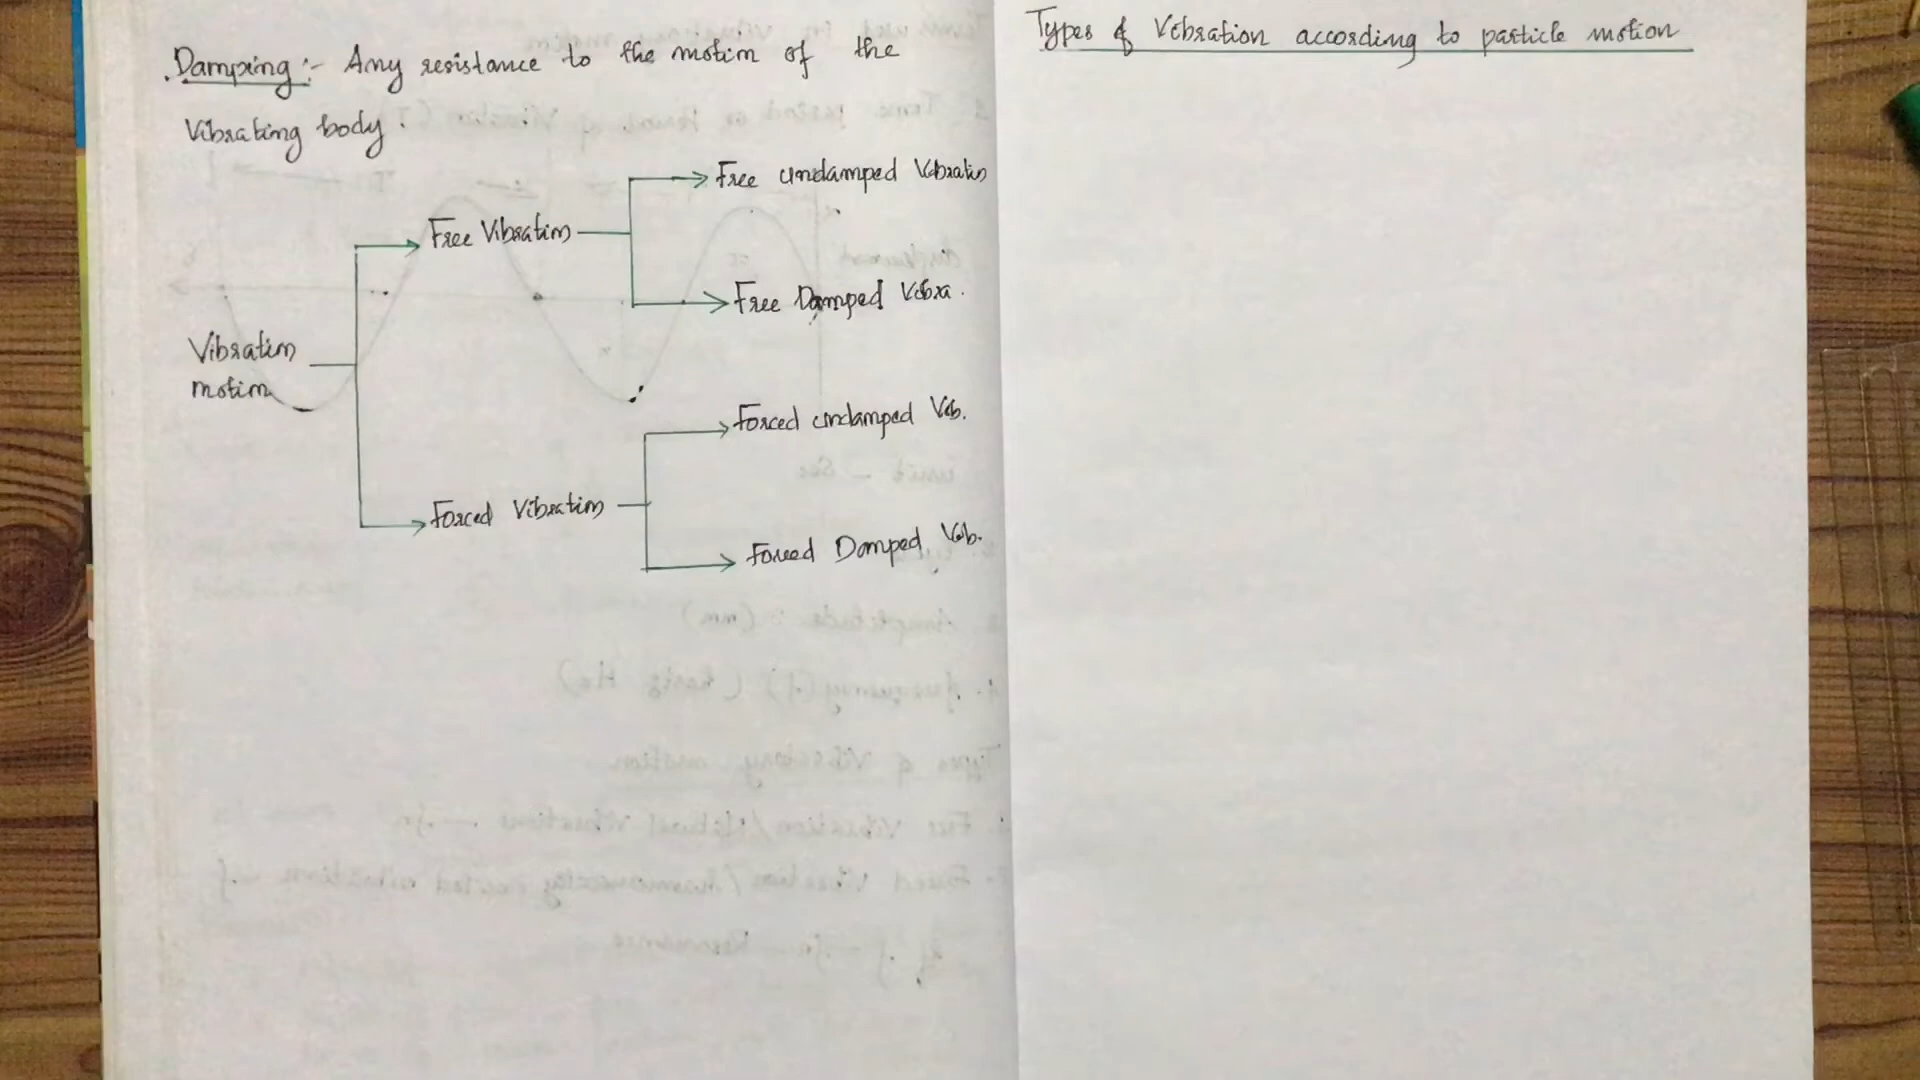 Damping :- Any resistance to the motion of the
Vibrating body.
Free undamped Vibration
Free Vibration
Free Damped Vibra.
Vibration
motion
Forced undamped Vib.
Forced Vibration
Forced Damped Vib.
Types of Vibration according to particle motion